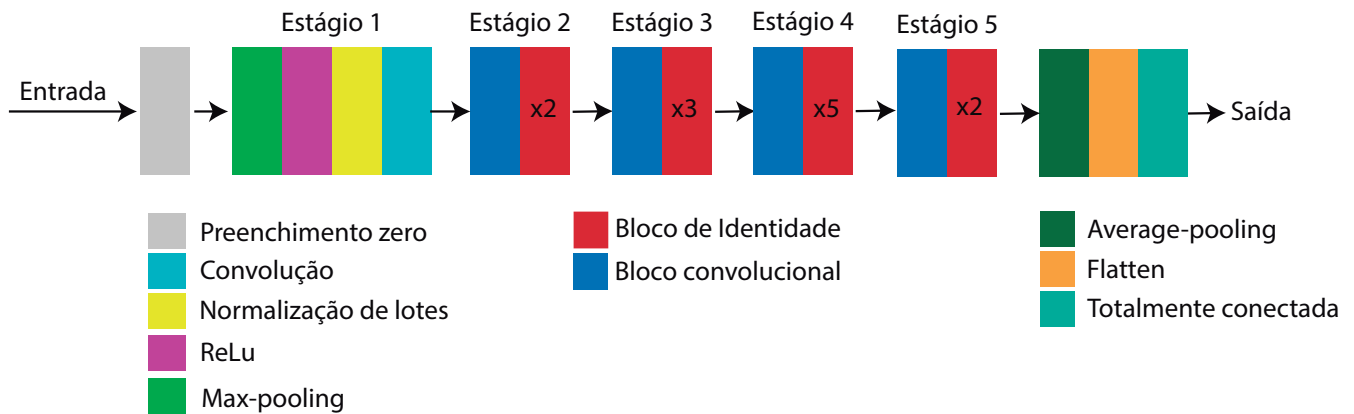 Estágio 1
Estágio 2
Estágio 3
Estágio 4
Estágio 5
Entrada
x2
x3
x5
x2
Saída
Preenchimento zero
Convolução
Normalização de lotes
ReLu
Max-pooling
Bloco de Identidade
Bloco convolucional
Average-pooling
Flatten
Totalmente conectada